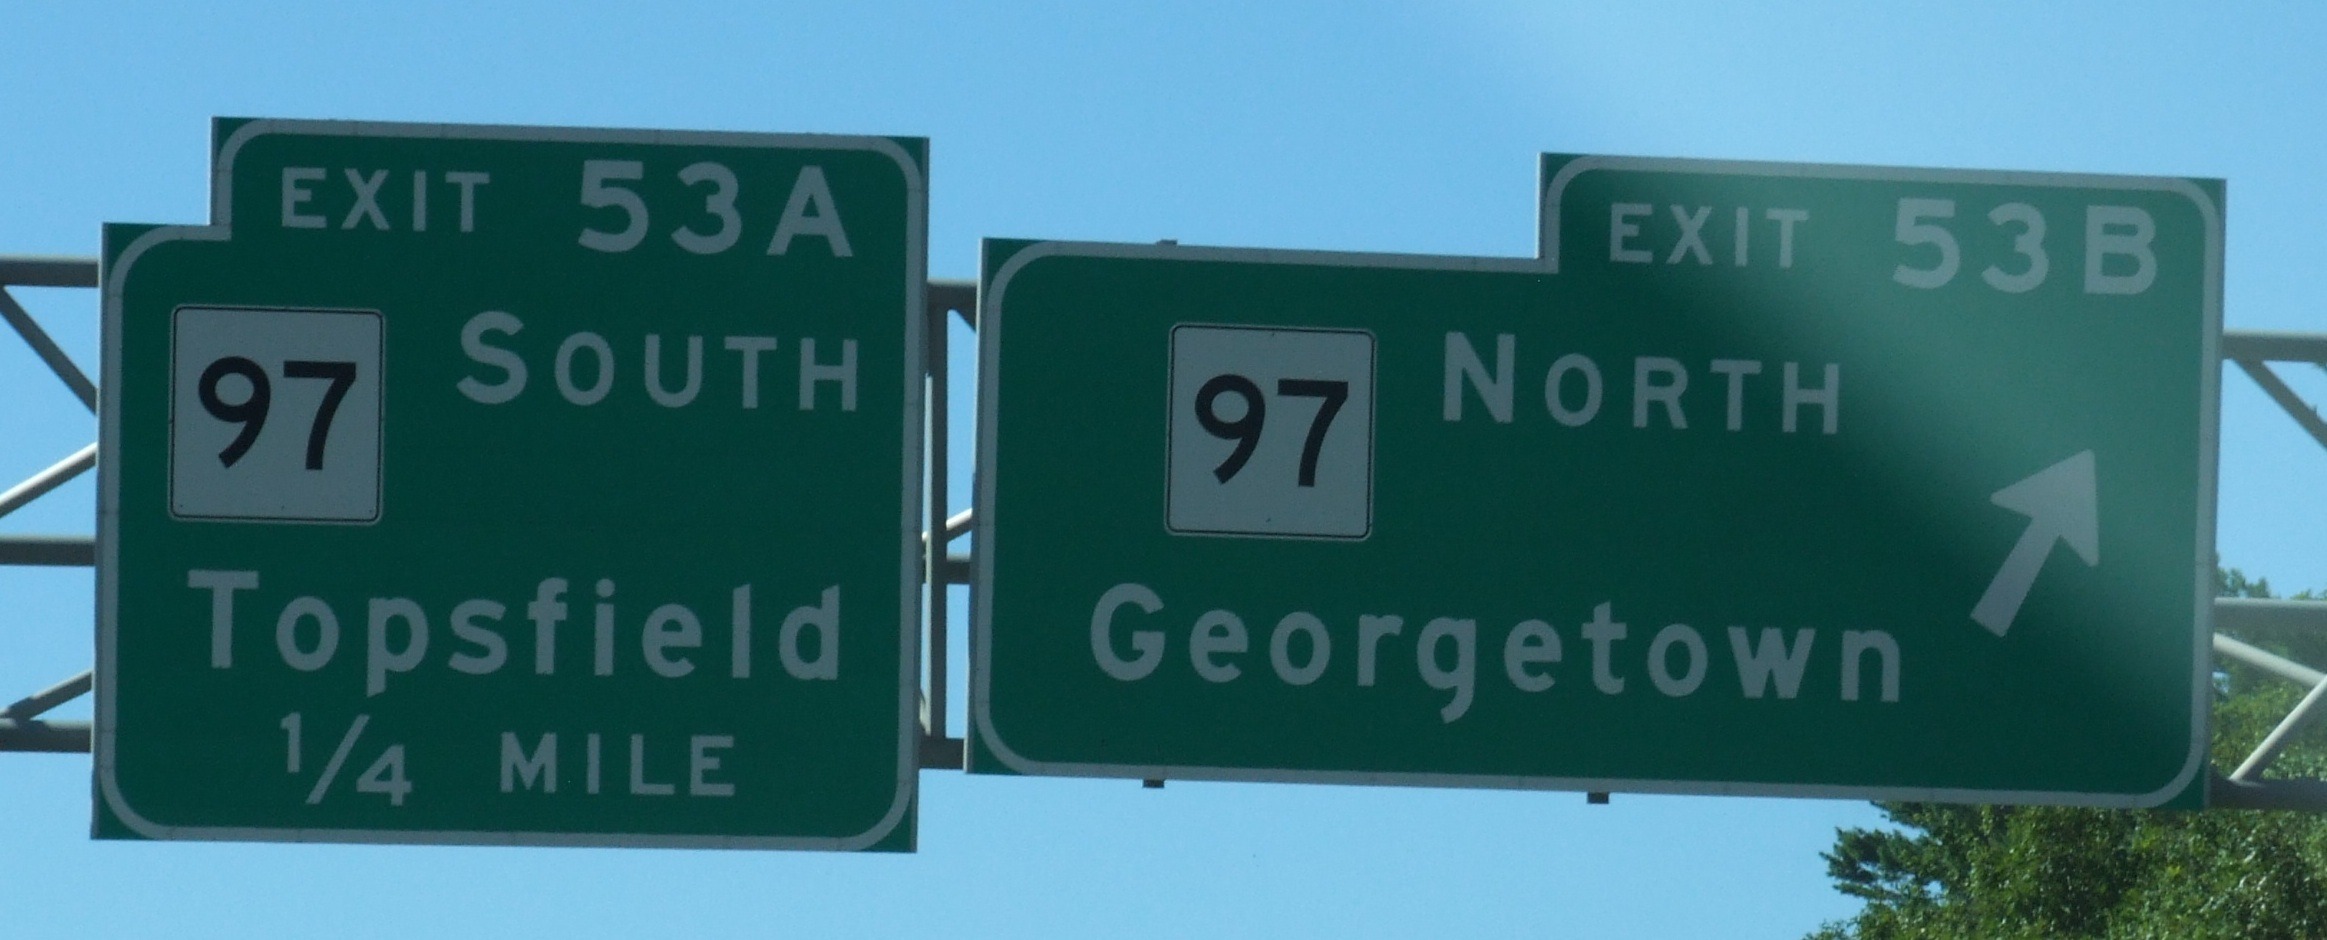 EXIT 53A
97 SOUTH
Topsfield
1/4 MILE
EXIT 53B
97 NORTH
Georgetown